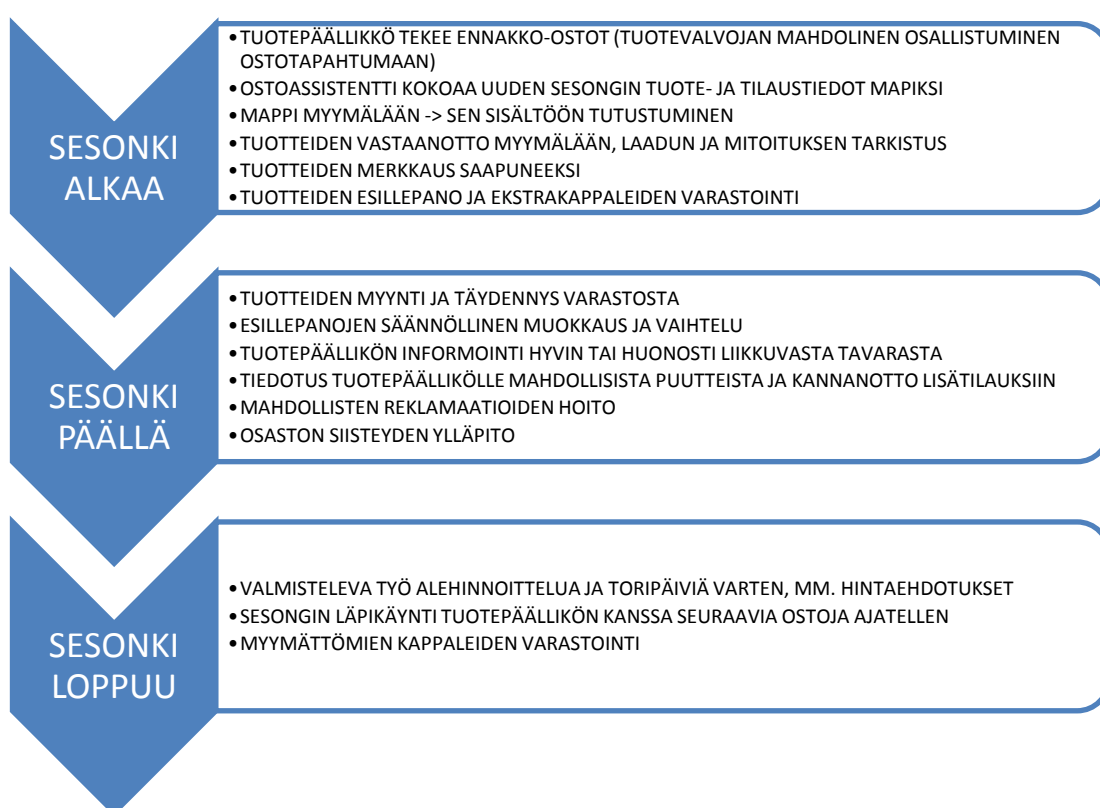 SESONKI
ALKAA
•TUOTEPÄÄLLIKKÖ TEKEE ENNAKKO-OSTOT (TUOTEVALVOJAN MAHDOLINEN OSALLISTUMINEN
OSTOTAPAHTUMAAN)
•OSTOASSISTENTTI KOKOAA UUDEN SESONGIN TUOTE- JA TILAUSTIEDOT MAPIKSI
•MAPPI MYYMÄLÄÄN -> SEN SISÄLTÖÖN TUTUSTUMINEN
•TUOTTEIDEN VASTAANOTTO MYYMÄLÄÄN, LAADUN JA MITOITUKSEN TARKISTUS
•TUOTTEIDEN MERKKAUS SAAPUNEEKSI
•TUOTTEIDEN ESILLEPANO JA EKSTRAKAPPALEIDEN VARASTOINTI
SESONKI
PÄÄLLÄ
•TUOTTEIDEN MYYNTI JA TÄYDENNYS VARASTOSTA
•ESILLEPANOJEN SÄÄNNÖLLINEN MUOKKAUS JA VAIHTELU
•TUOTEPÄÄLLIKÖN INFORMOINTI HYVIN TAI HUONOSTI LIIKKUVASTA TAVARASTA
•TIEDOTUS TUOTEPÄÄLLIKÖLLE MAHDOLLISISTA PUUTTEISTA JA KANNANOTTO LISÄTILAUKSIIN
•MAHDOLLISTEN REKLAMAATIOIDEN HOITO
•OSASTON SIISTEYDEN YLLÄPITO
SESONKI
LOPPUU
•VALMISTELEVA TYÖ ALEHINNOITTELUA JA TORIPÄIVIÄ VARTEN, MM. HINTAEHDOTUKSET
•SESONGIN LÄPIKÄYNTI TUOTEPÄÄLLIKÖN KANSSA SEURAAVIA OSTOJA AJATELLEN
•MYYMÄTTÖMIEN KAPPALEIDEN VARASTOINTI